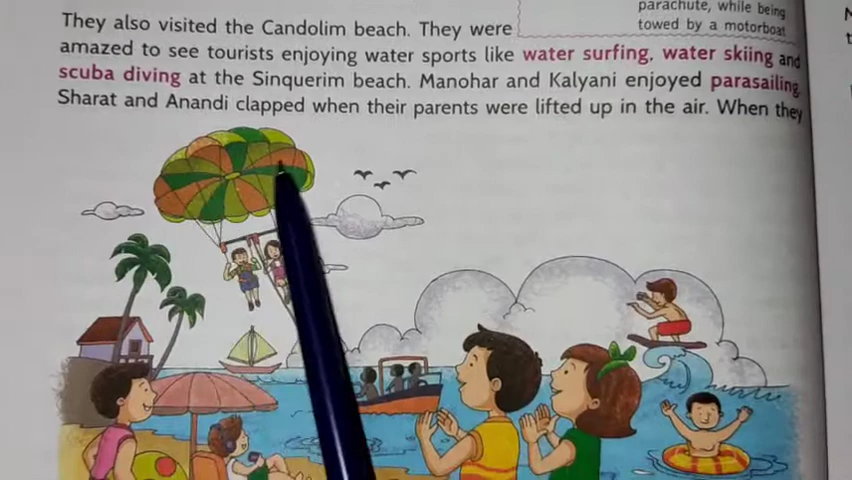 parachute, while being
towed by a motorboat
They also visited the Candolim beach. They were
amazed to see tourists enjoying water sports like water surfing, water skiing and
scuba diving at the Sinquerim beach. Manohar and Kalyani enjoyed parasailing.
Sharat and Anandi clapped when their parents were lifted up in the air. When they